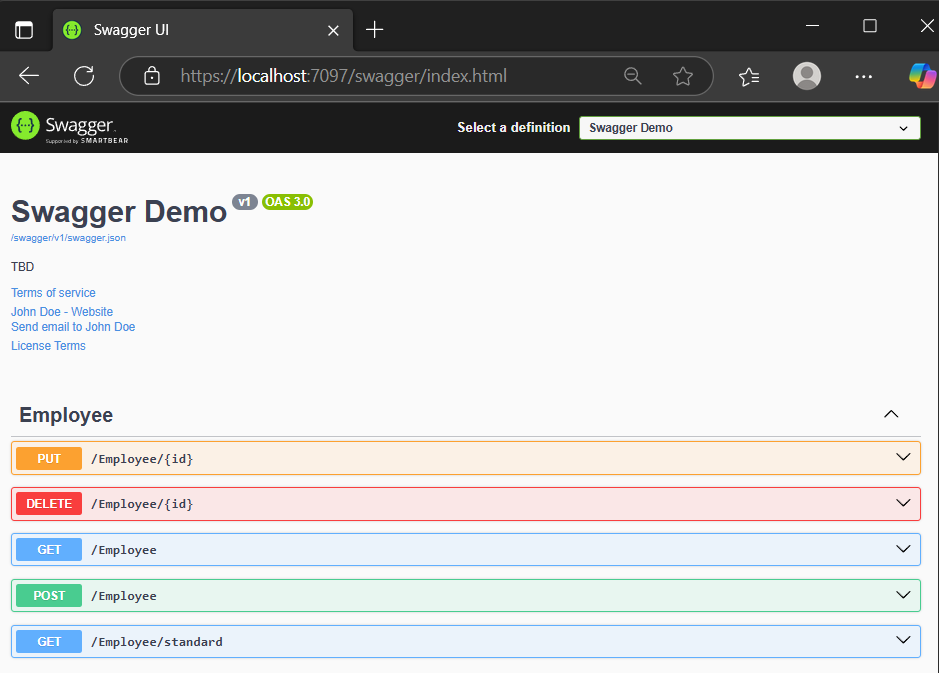 Swagger UI
https://localhost:7097/swagger/index.html
Swagger
Supported by SMARTBEAR
Select a definition
Swagger Demo
Swagger Demo v1 OAS 3.0
/swagger/v1/swagger.json
TBD
Terms of service
John Doe - Website
Send email to John Doe
License Terms
Employee
PUT /Employee/{id}
DELETE /Employee/{id}
GET /Employee
POST /Employee
GET /Employee/standard